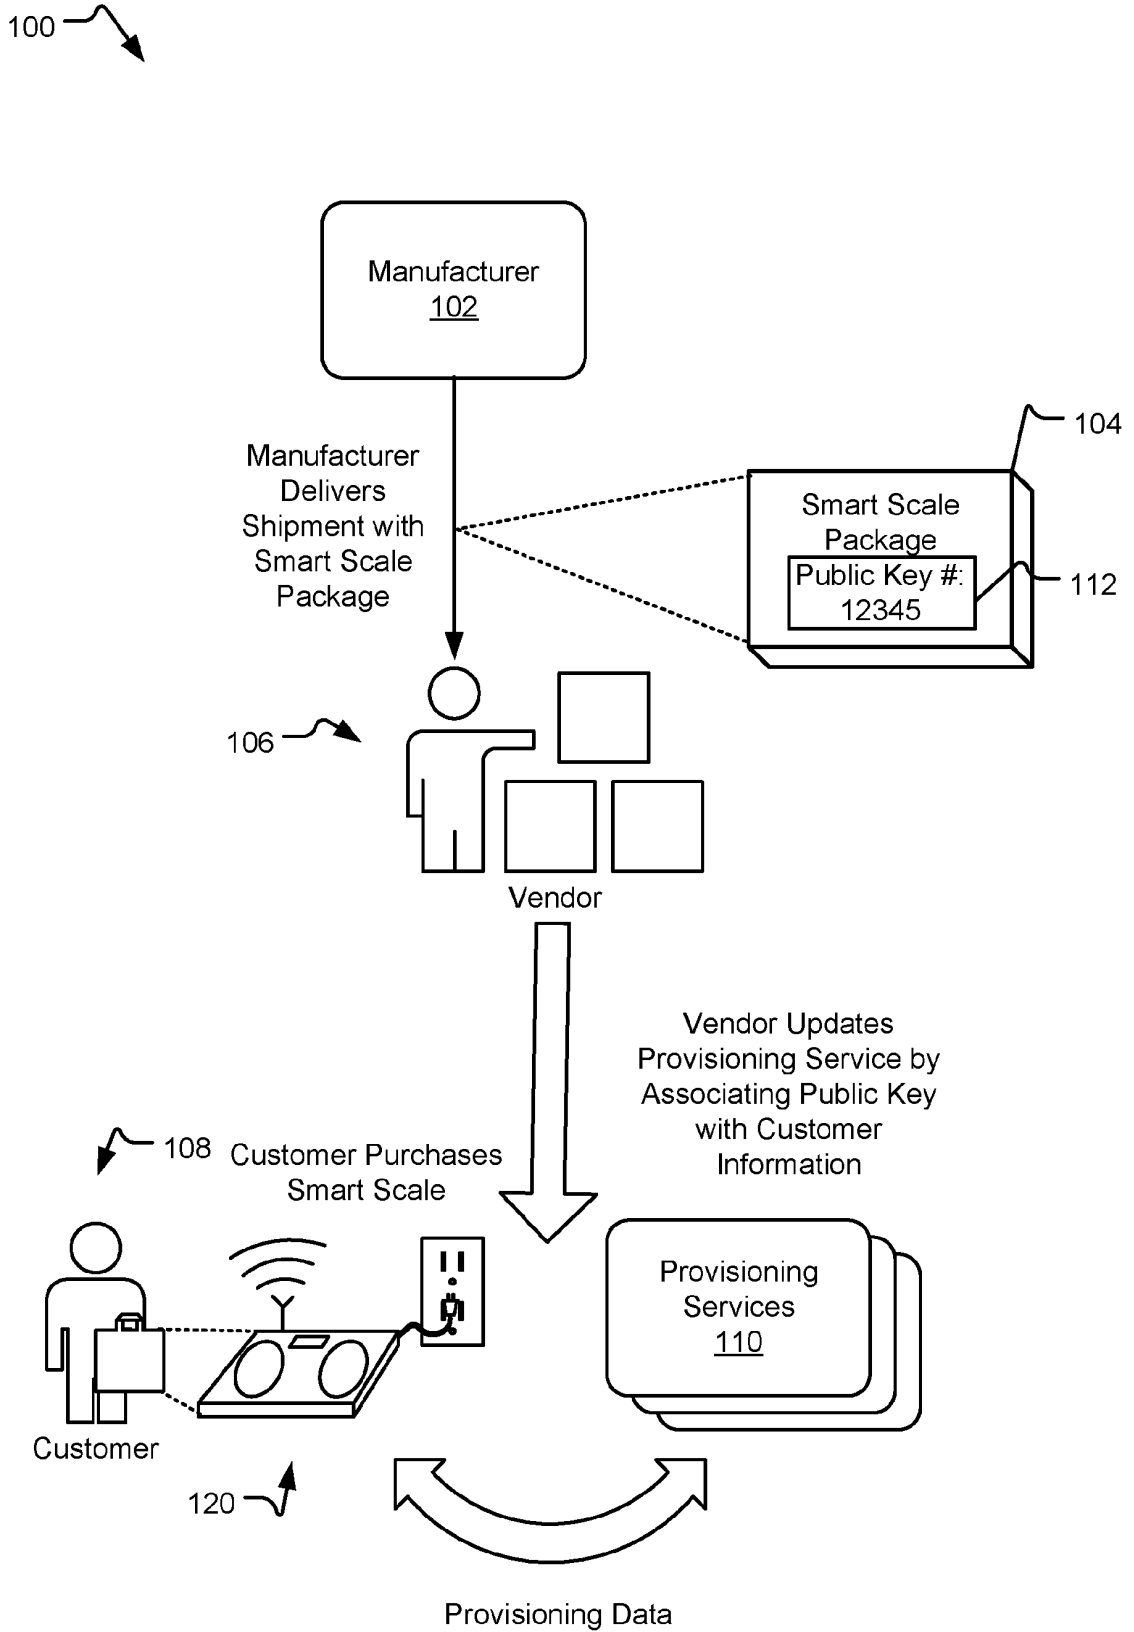 100
Manufacturer
102
Manufacturer
Delivers
Shipment with
Smart Scale
Package
104
Smart Scale
Package
Public Key #:
12345
112
106
Vendor
Vendor Updates
Provisioning Service by
Associating Public Key
with Customer
Information
108
Customer Purchases
Smart Scale
Provisioning
Services
110
Customer
120
Provisioning Data